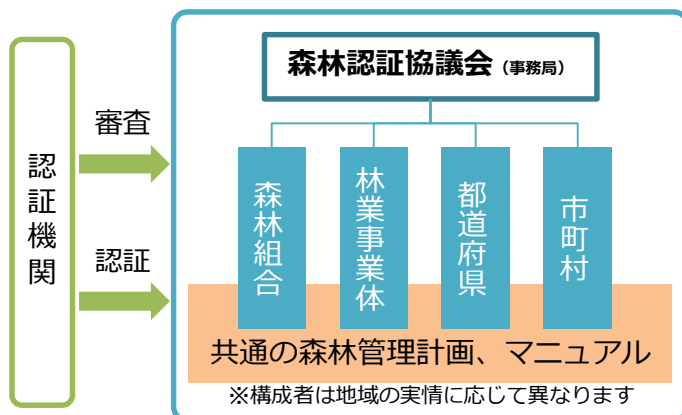 森林認証協議会（事務局）
審査
認証機関
認証
森林組合
林業事業体
都道府県
市町村
共通の森林管理計画、マニュアル
※構成者は地域の実情に応じて異なります